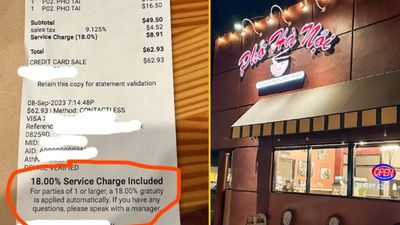 1 P02. PHO TAI
$16.50
Subtotal $49.50
sales tax 9.125% $4.52
Service Charge (18.0%) $8.91
Total $62.93
CREDIT CARD SALE $62.93
Retain this copy for statement validation
08-Sep-2023 7:14:48P
$62.93 | Method: CONTACTLESS
VISA
Reference
08259D
MID:
AID:
18.00% Service Charge Included
For parties of 1 or larger, a 18.00% gratuity
is applied automatically. If you have any
questions, please speak with a manager.
Phở Hà Nội
OPEN